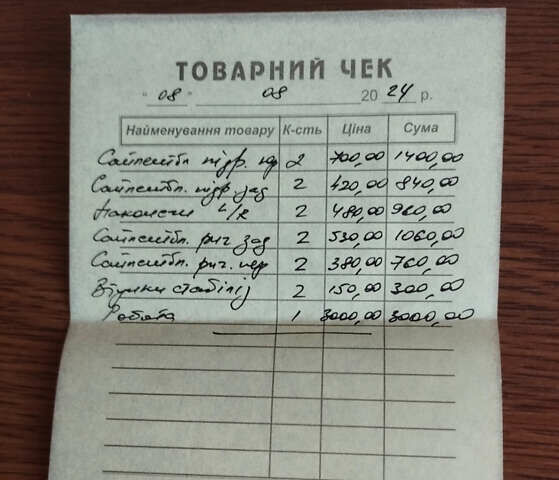 ТОВАРНИЙ ЧЕК
"08" 08 2024 р.
Найменування товару К-сть Ціна Сума
Сайлентбл. підр. пер 2 700,00 1400,00
Сайлентбл. підр. зад 2 420,00 840,00
Наконечн L/R 2 480,00 960,00
Сайлентбл. рич зад 2 530,00 1060,00
Сайлентбл. рич. пер 2 380,00 760,00
Втулки стабіліз 2 150,00 300,00
Робота 1 3000,00 3000,00